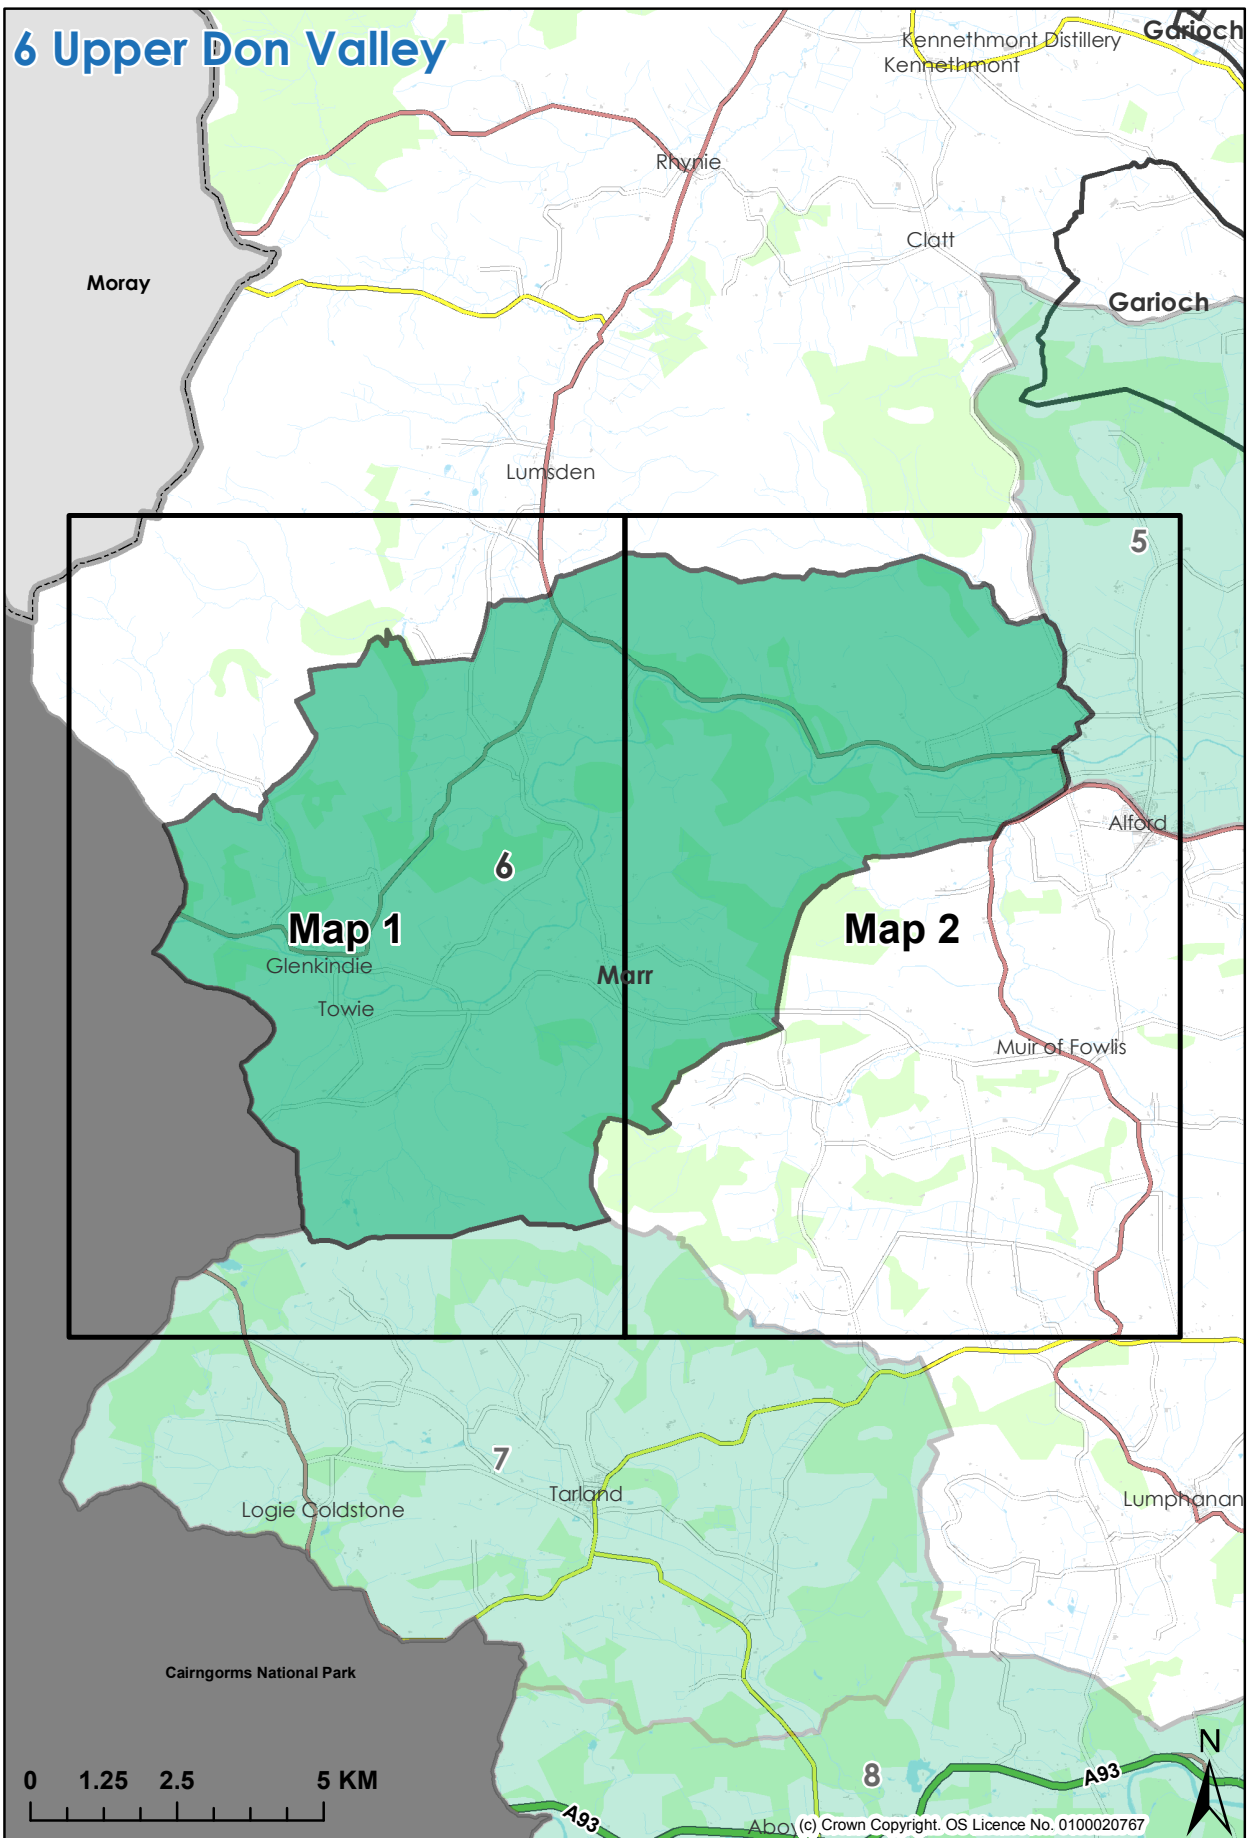 6 Upper Don Valley
Garioch
Kennethmont Distillery
Kennethmont
Rhynie
Clatt
Moray
Garioch
Lumsden
5
Alford
6
Map 1
Map 2
Glenkindie
Marr
Towie
Muir of Fowlis
7
Tarland
Logie Coldstone
Lumphanan
Cairngorms National Park
N
0 1.25 2.5 5 KM
8
A93
A93
Aboy
(c) Crown Copyright. OS Licence No. 0100020767